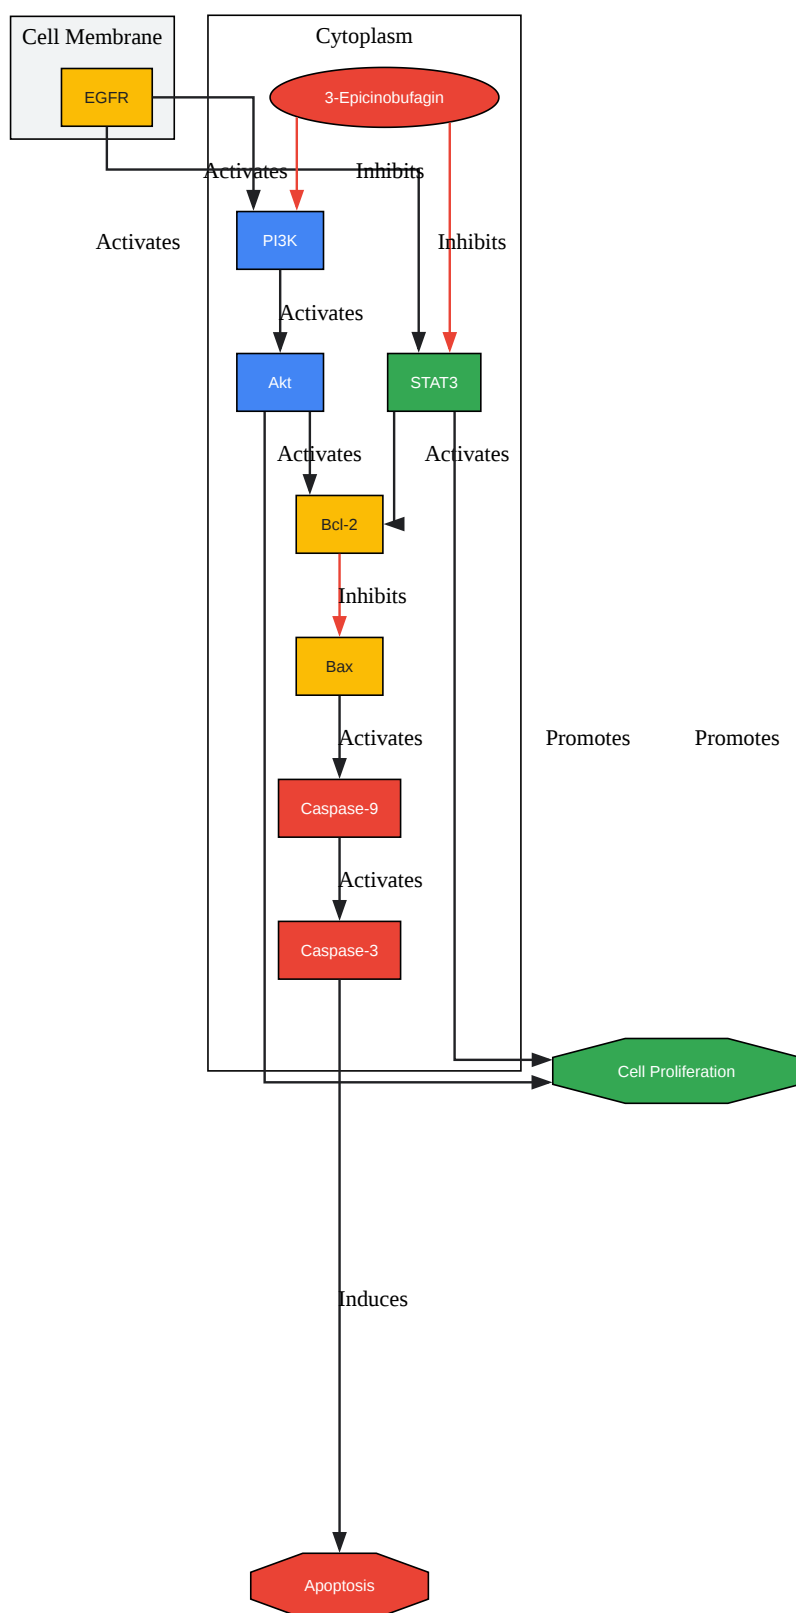 Cell Membrane
Cytoplasm
EGFR
3-Epicinobufagin
Activates
Inhibits
Activates
PI3K
Inhibits
Activates
Akt
STAT3
Activates
Activates
Bcl-2
Inhibits
Bax
Activates
Promotes
Promotes
Caspase-9
Activates
Caspase-3
Cell Proliferation
Induces
Apoptosis